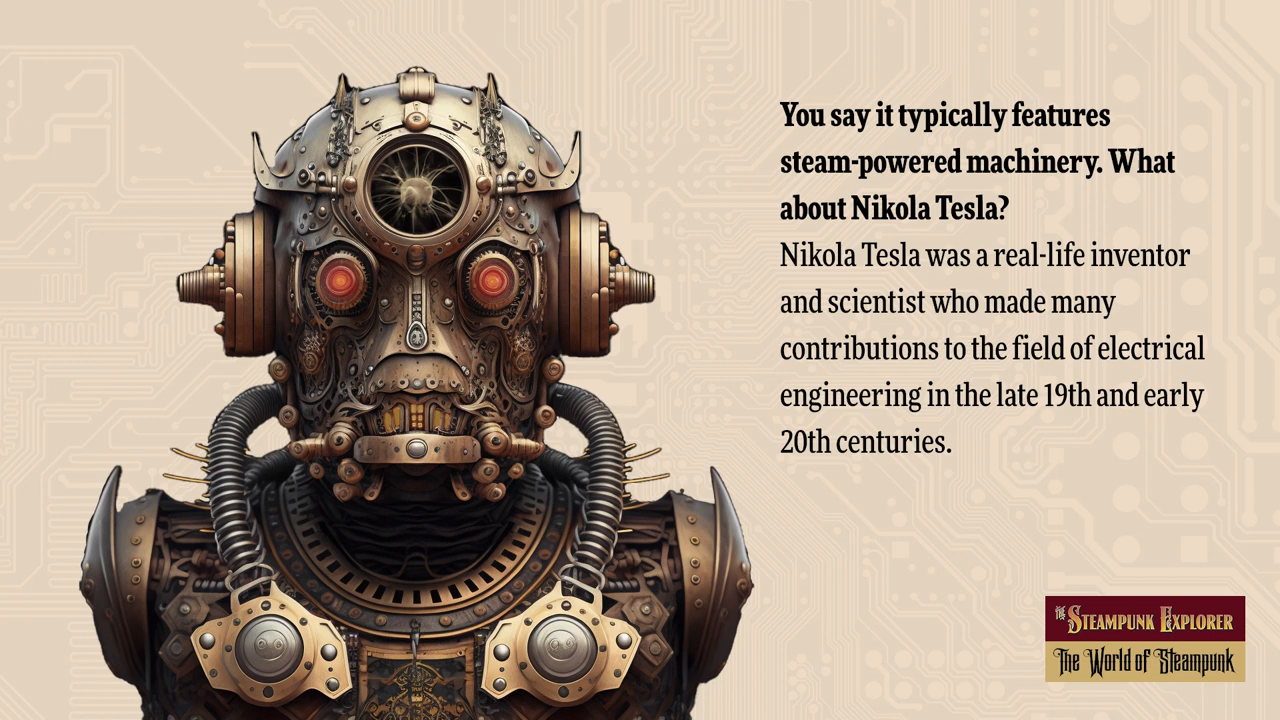 You say it typically features
steam-powered machinery. What
about Nikola Tesla?
Nikola Tesla was a real-life inventor
and scientist who made many
contributions to the field of electrical
engineering in the late 19th and early
20th centuries.
THE STEAMPUNK EXPLORER
The World of Steampunk